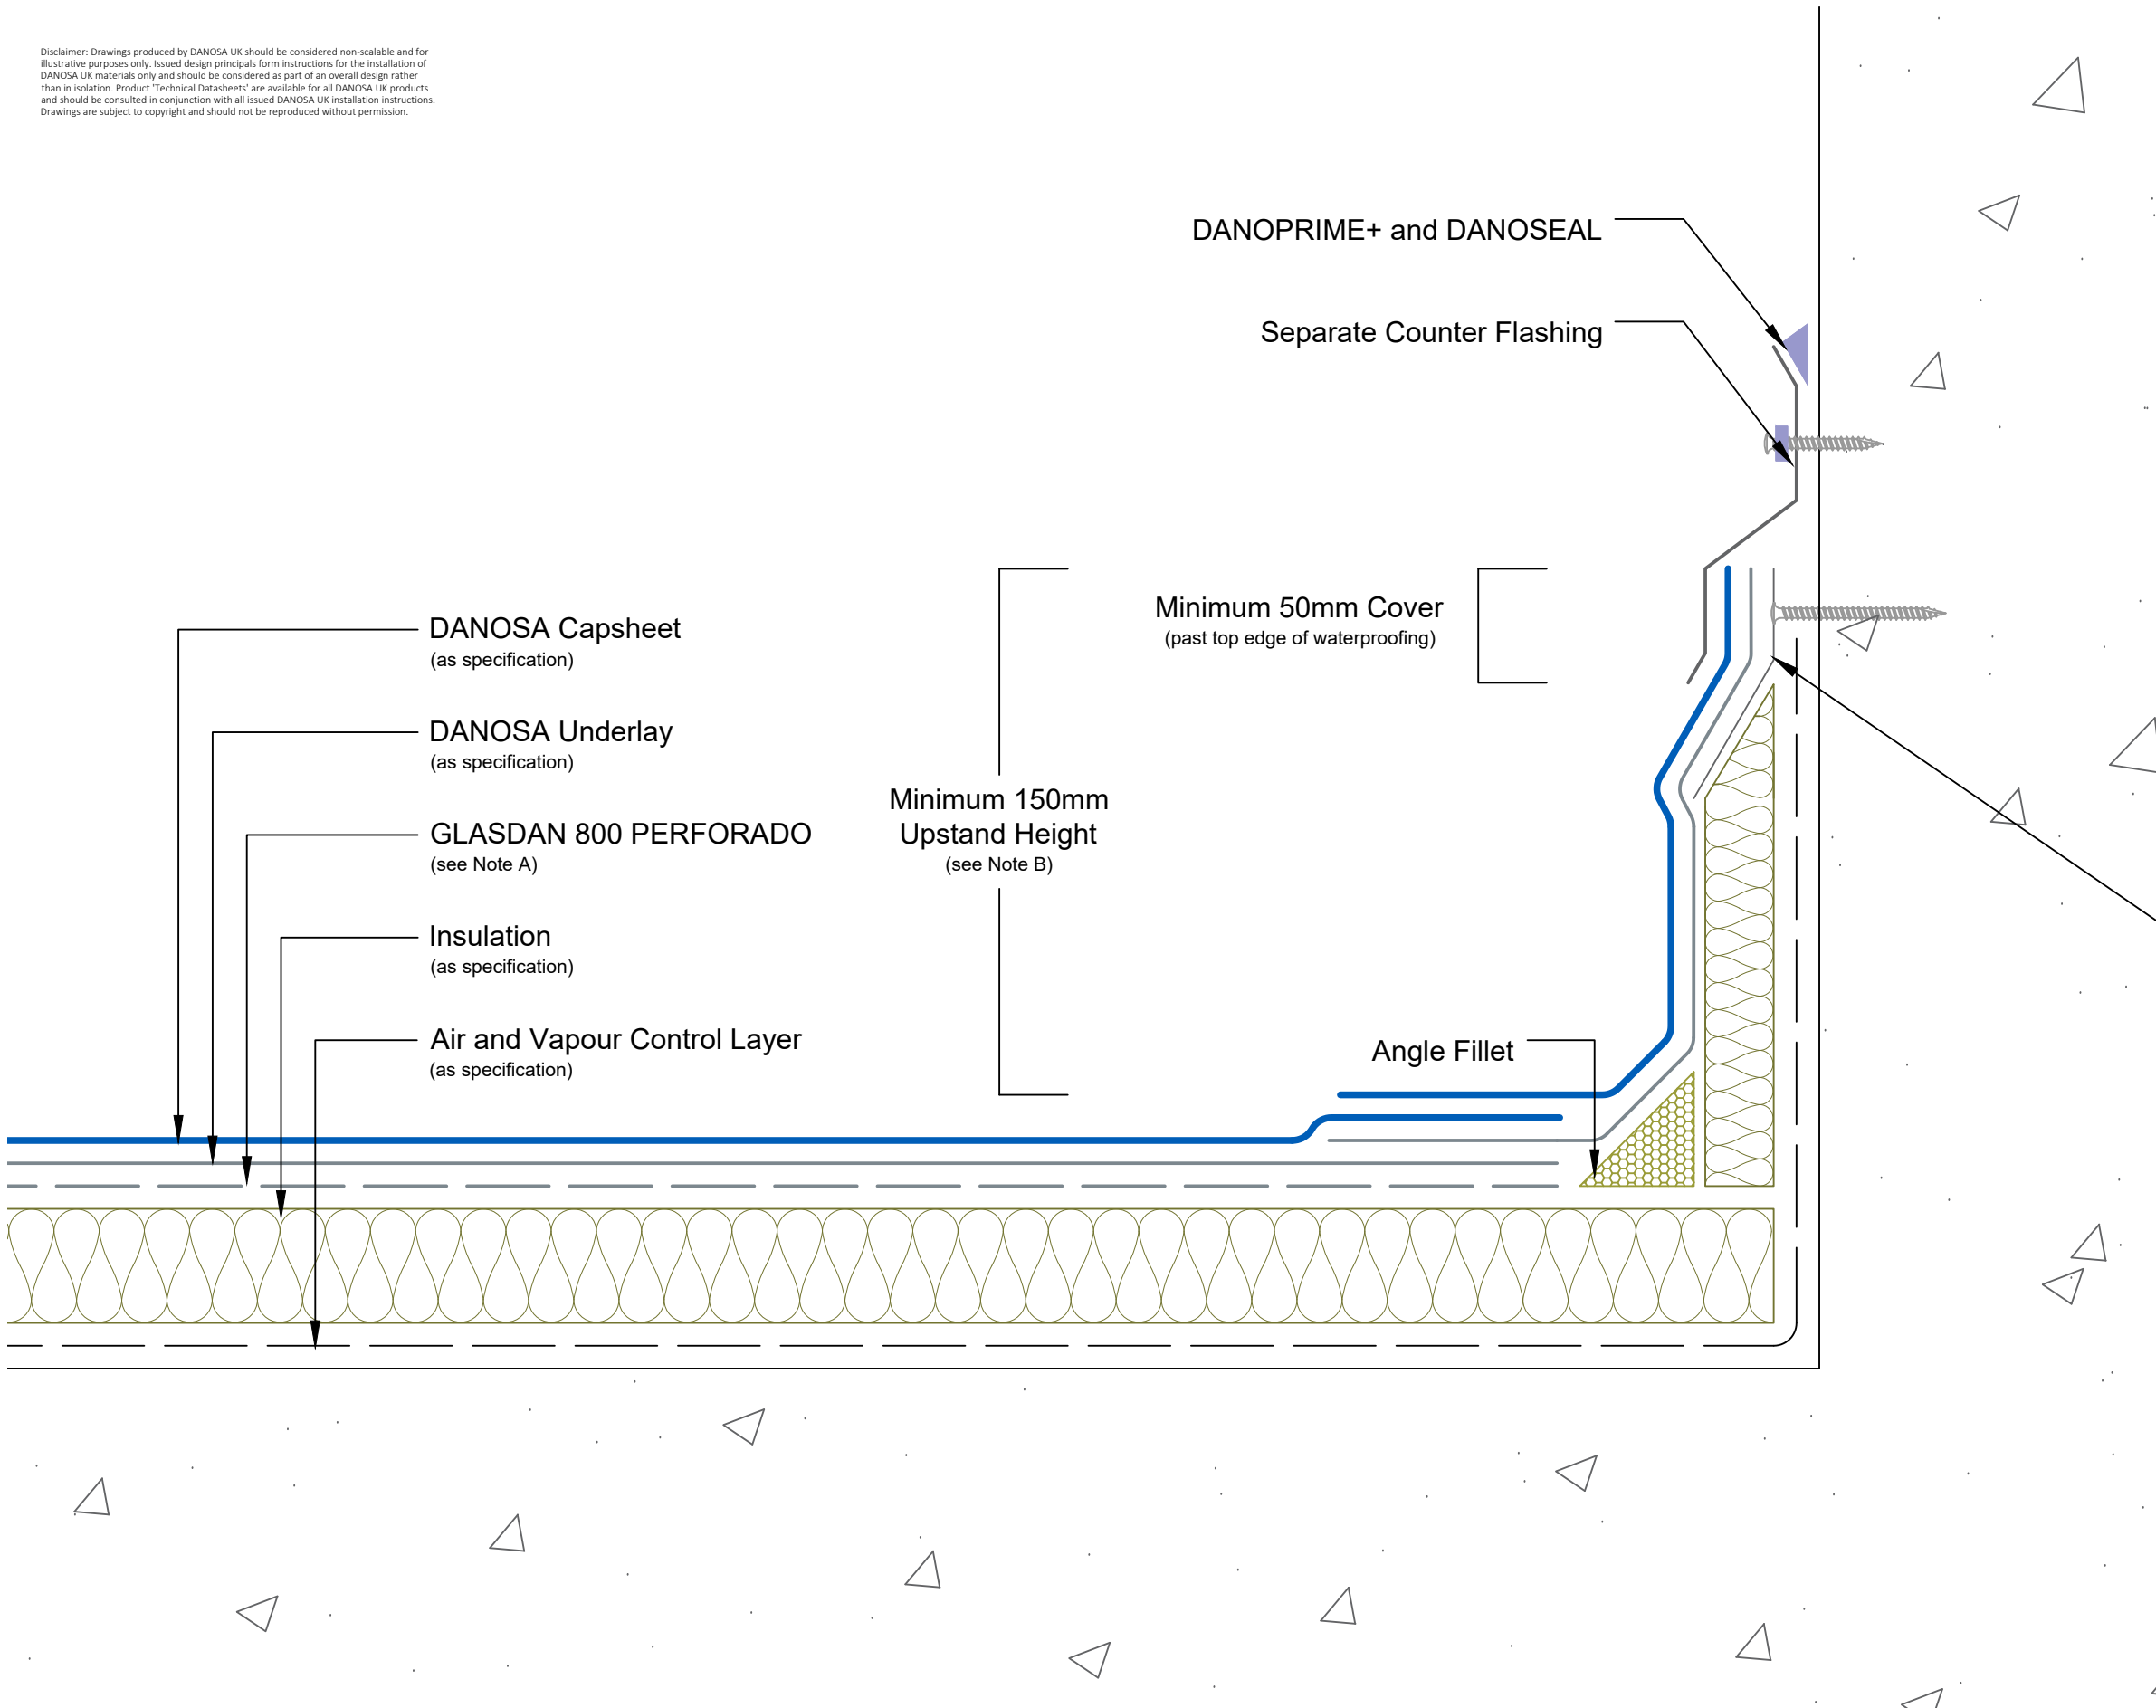 Disclaimer: Drawings produced by DANOSA UK should be considered non-scalable and for
illustrative purposes only. Issued design principals form instructions for the installation of
DANOSA UK materials only and should be considered as part of an overall design rather
than in isolation. Product 'Technical Datasheets' are available for all DANOSA UK products
and should be consulted in conjunction with all issued DANOSA UK installation instructions.
Drawings are subject to copyright and should not be reproduced without permission.
DANOPRIME+ and DANOSEAL
Separate Counter Flashing
Minimum 50mm Cover
(past top edge of waterproofing)
DANOSA Capsheet
(as specification)
DANOSA Underlay
(as specification)
GLASDAN 800 PERFORADO
(see Note A)
Insulation
(as specification)
Air and Vapour Control Layer
(as specification)
Minimum 150mm
Upstand Height
(see Note B)
Angle Fillet